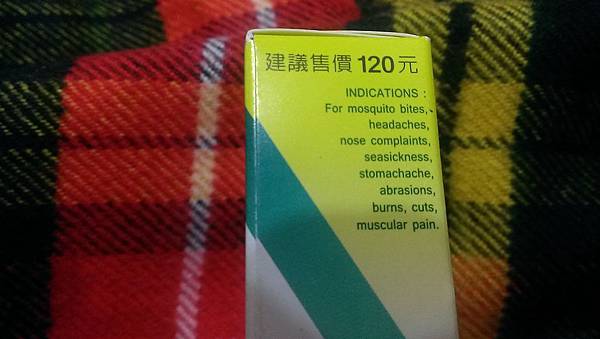 建議售價120元
INDICATIONS :
For mosquito bites,
headaches,
nose complaints,
seasickness,
stomachache,
abrasions,
burns, cuts,
muscular pain.